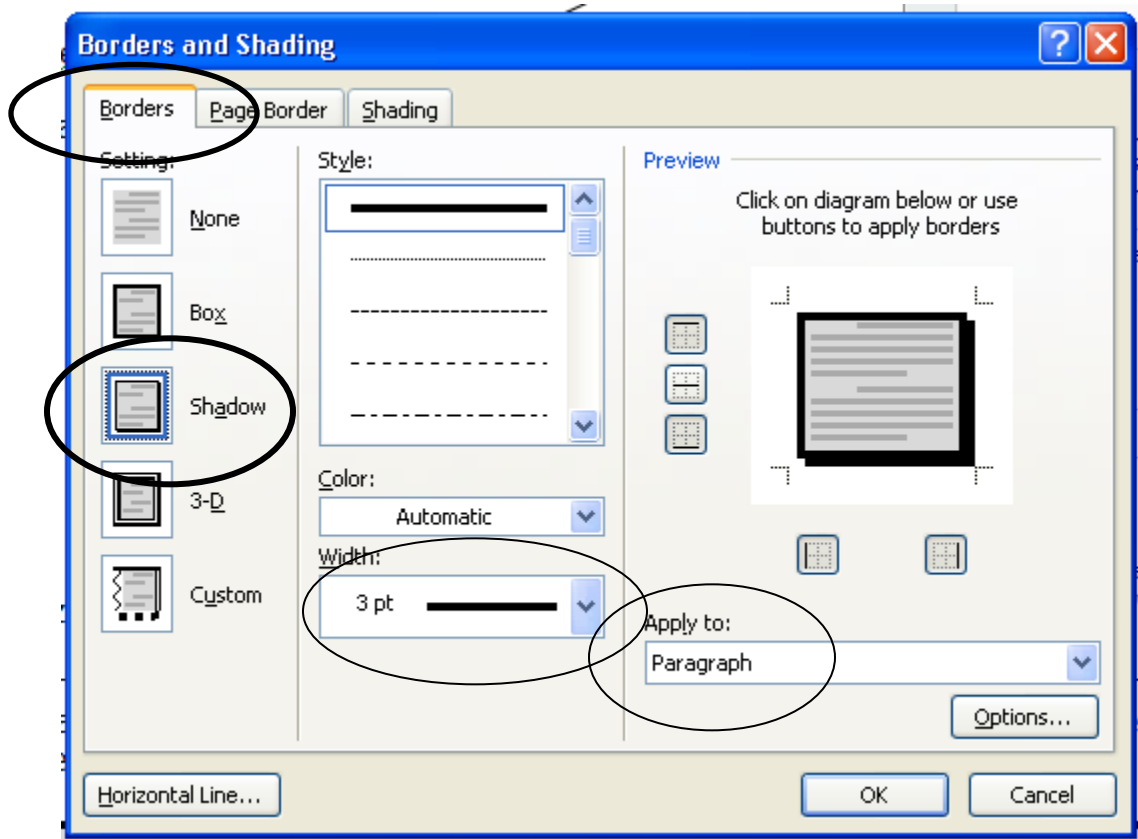 Borders and Shading
Borders
Page Border
Shading
Setting:
None
Box
Shadow
3-D
Custom
Style:
Color:
Automatic
Width:
3 pt
Preview
Click on diagram below or use
buttons to apply borders
Apply to:
Paragraph
Options...
Horizontal Line...
OK
Cancel